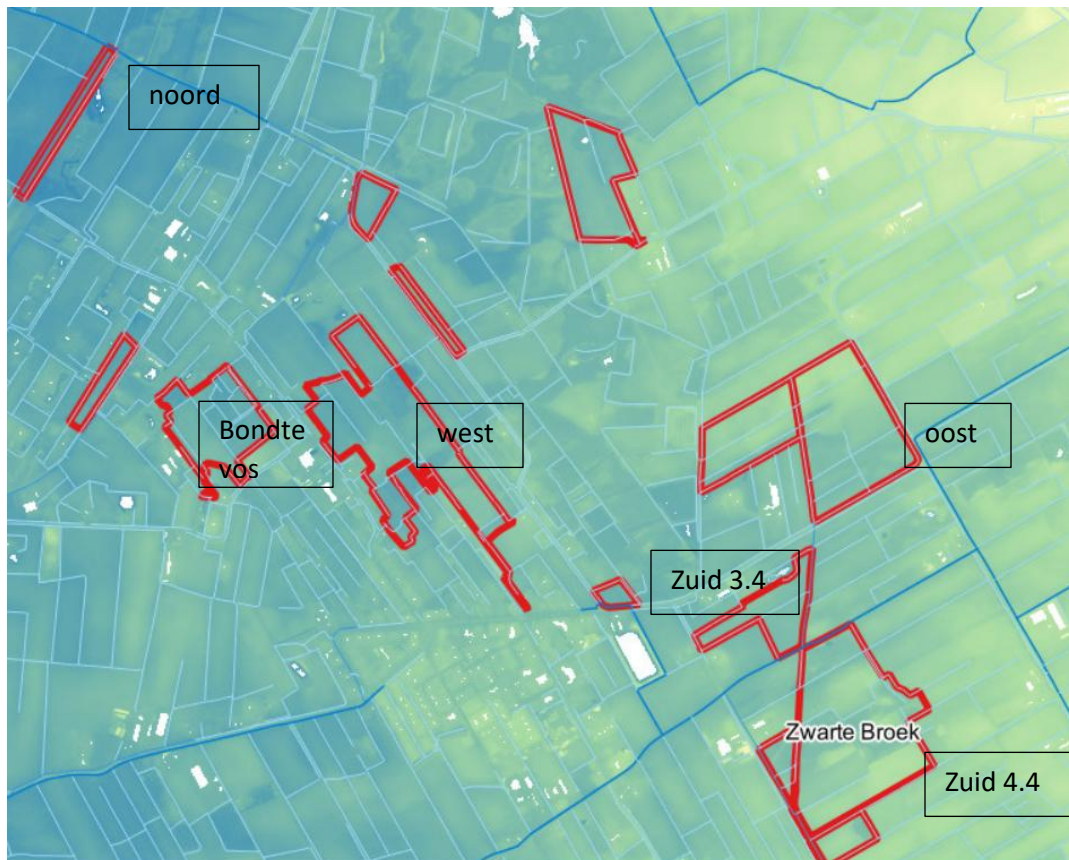 noord
Bondte
vos
west
oost
Zuid 3.4
Zwarte Broek
Zuid 4.4